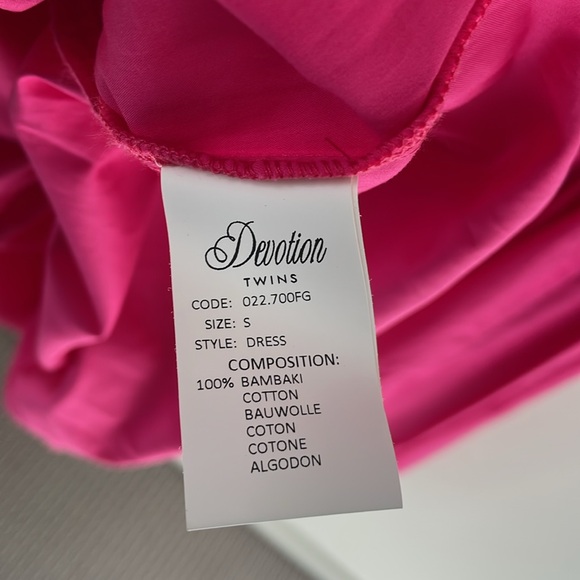 Devotion
TWINS
CODE: 022.700FG
SIZE: S
STYLE: DRESS
COMPOSITION:
100% BAMBAKI
COTTON
BAUWOLLE
COTON
COTONE
ALGODON